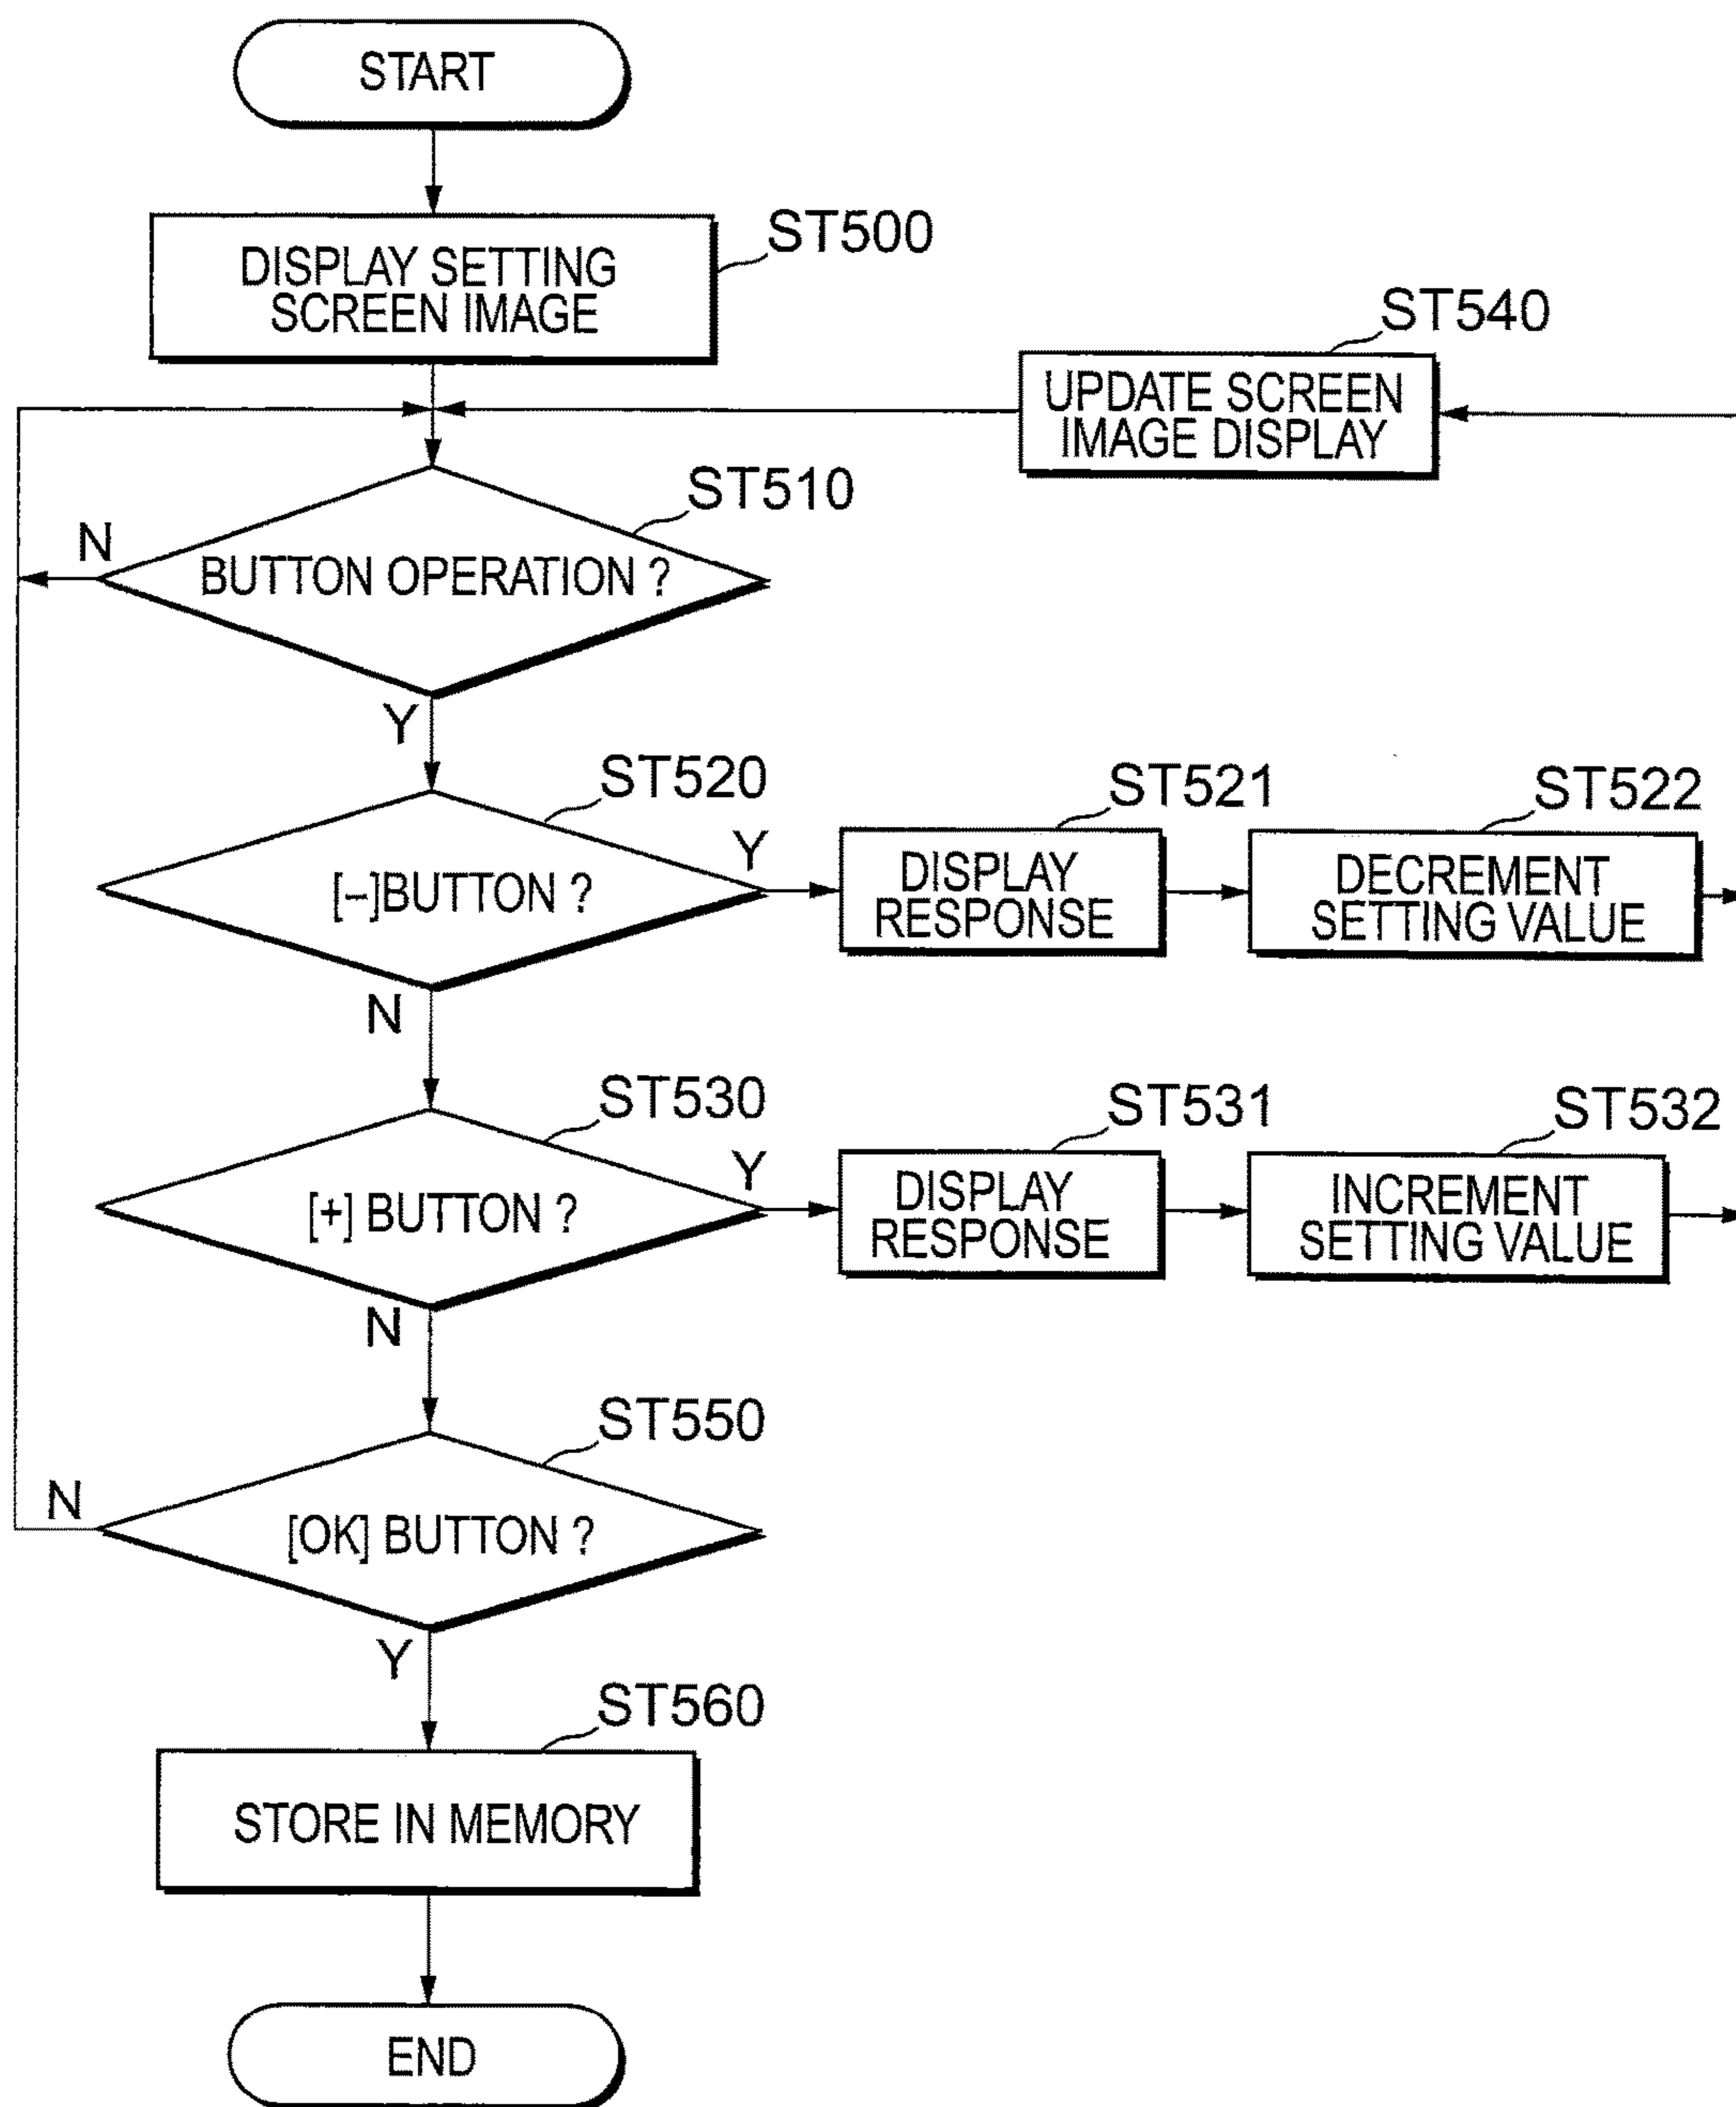 START
ST500
DISPLAY SETTING
SCREEN IMAGE
ST540
UPDATE SCREEN
IMAGE DISPLAY
ST510
N
BUTTON OPERATION ?
Y
ST520
ST521
ST522
[–]BUTTON ?
Y
DISPLAY
RESPONSE
DECREMENT
SETTING VALUE
N
ST530
ST531
ST532
[+] BUTTON ?
Y
DISPLAY
RESPONSE
INCREMENT
SETTING VALUE
N
ST550
N
[OK] BUTTON ?
Y
ST560
STORE IN MEMORY
END